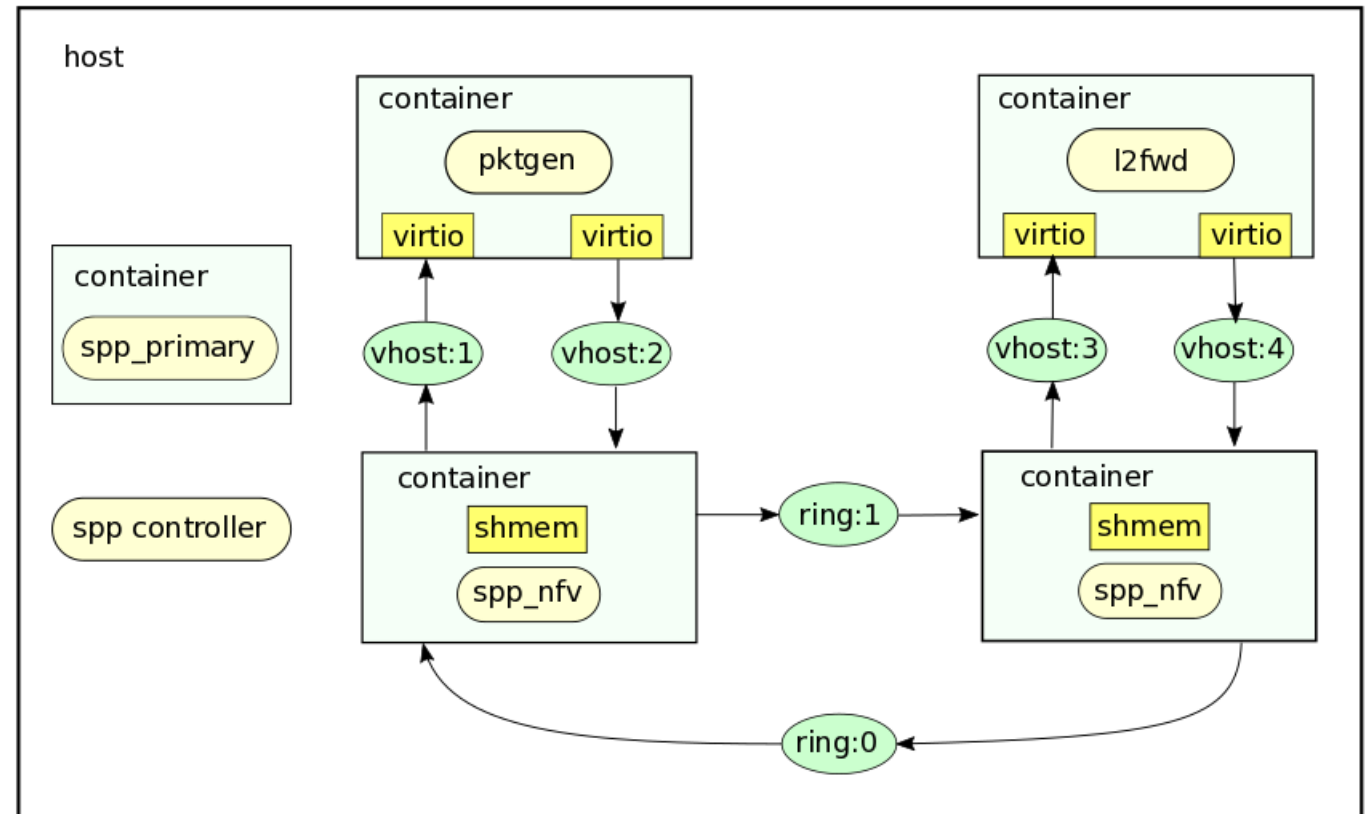 host
container
pktgen
virtio
virtio
container
l2fwd
virtio
virtio
container
spp_primary
vhost:1
vhost:2
vhost:3
vhost:4
spp controller
container
shmem
spp_nfv
ring:1
container
shmem
spp_nfv
ring:0